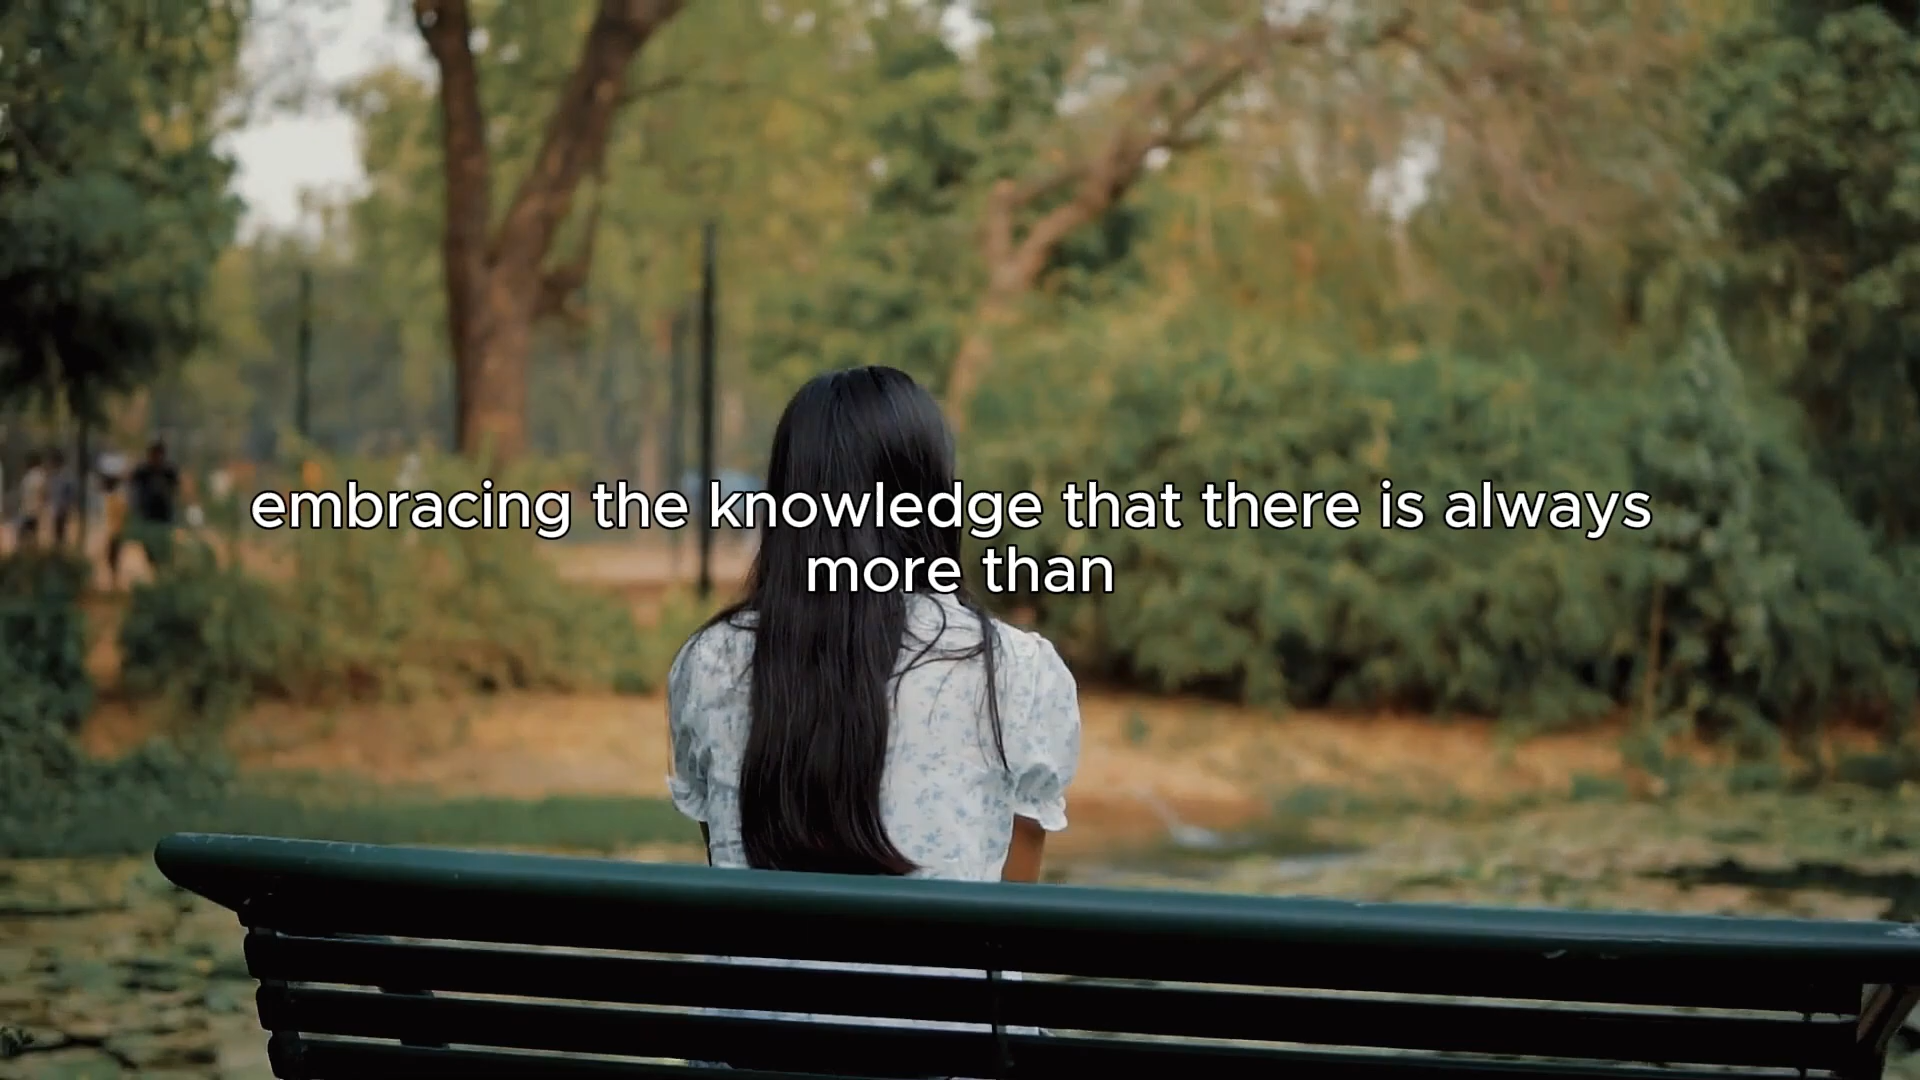 embracing the knowledge that there is always
more than